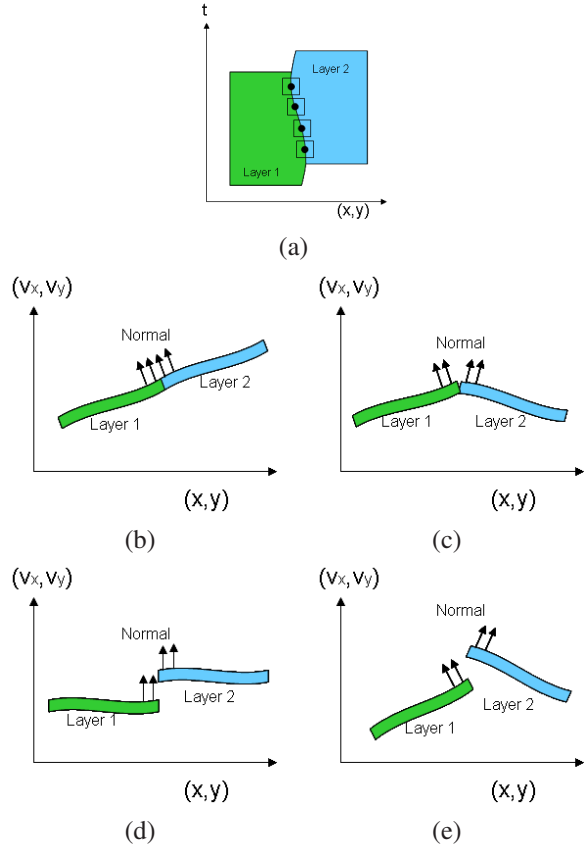 t
Layer 2
Layer 1
(x,y)
(a)
(vx,vy)
Normal
Layer 2
Layer 1
(x,y)
(b)
(vx,vy)
Normal
Layer 1
Layer 2
(x,y)
(c)
(vx,vy)
Normal
Layer 2
Layer 1
(x,y)
(d)
(vx,vy)
Normal
Layer 2
Layer 1
(x,y)
(e)